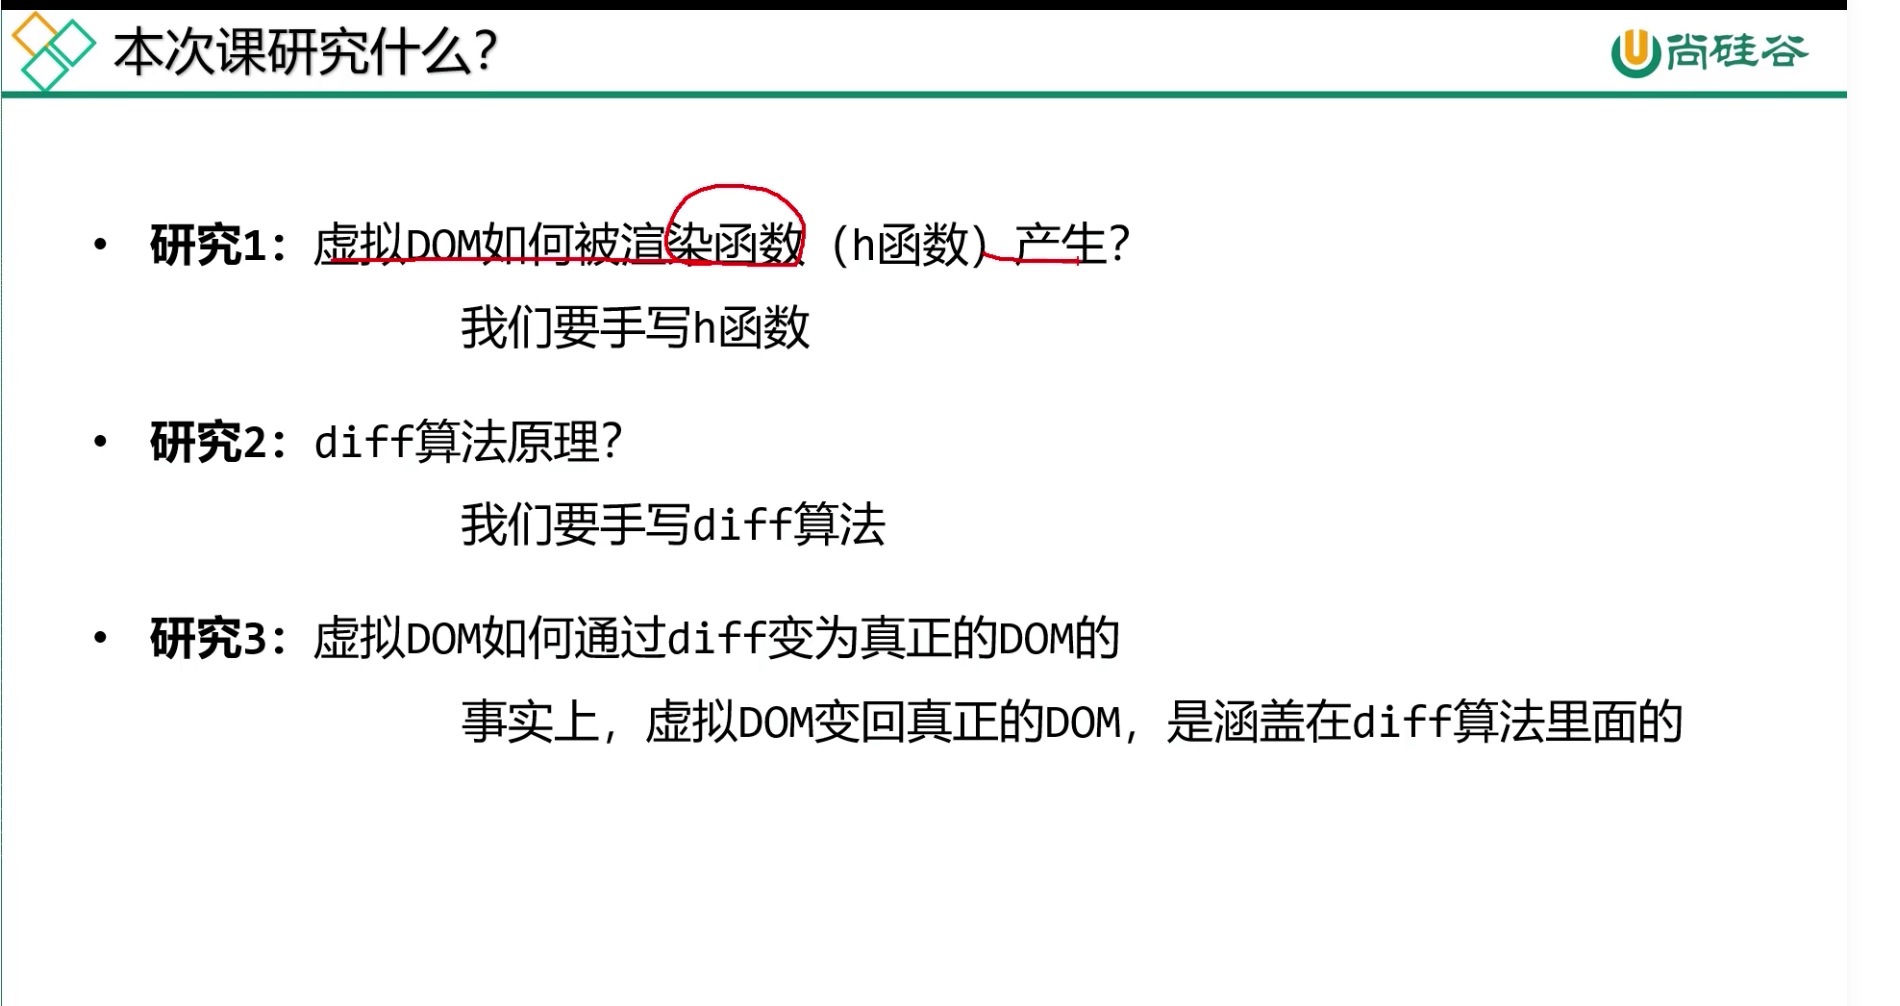 本次课研究什么？
尚硅谷
• 研究1：虚拟DOM如何被渲染函数（h函数）产生？
我们要手写h函数
• 研究2：diff算法原理？
我们要手写diff算法
• 研究3：虚拟DOM如何通过diff变为真正的DOM的
事实上，虚拟DOM变回真正的DOM，是涵盖在diff算法里面的